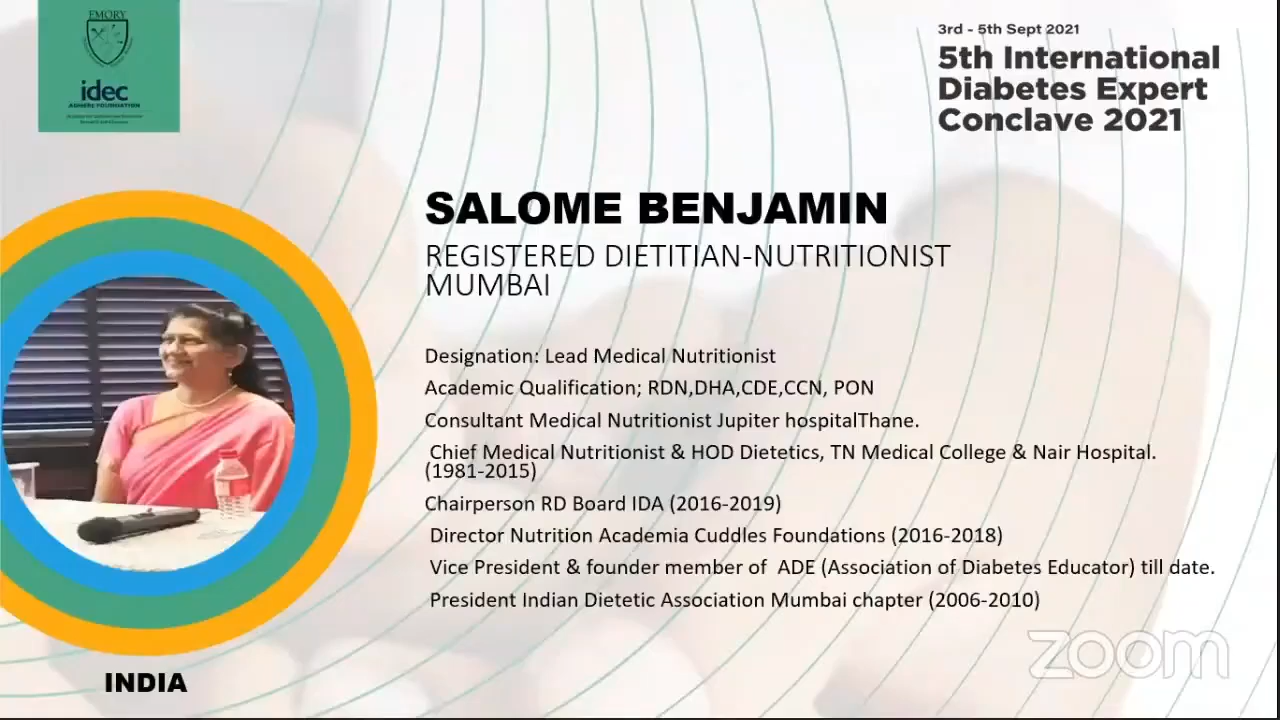 EMORY
idec
ADHERE FOUNDATION
3rd - 5th Sept 2021
5th International
Diabetes Expert
Conclave 2021
SALOME BENJAMIN
REGISTERED DIETITIAN-NUTRITIONIST
MUMBAI
Designation: Lead Medical Nutritionist
Academic Qualification; RDN,DHA,CDE,CCN, PON
Consultant Medical Nutritionist Jupiter hospitalThane.
Chief Medical Nutritionist & HOD Dietetics, TN Medical College & Nair Hospital.
(1981-2015)
Chairperson RD Board IDA (2016-2019)
Director Nutrition Academia Cuddles Foundations (2016-2018)
Vice President & founder member of ADE (Association of Diabetes Educator) till date.
President Indian Dietetic Association Mumbai chapter (2006-2010)
INDIA
zoom